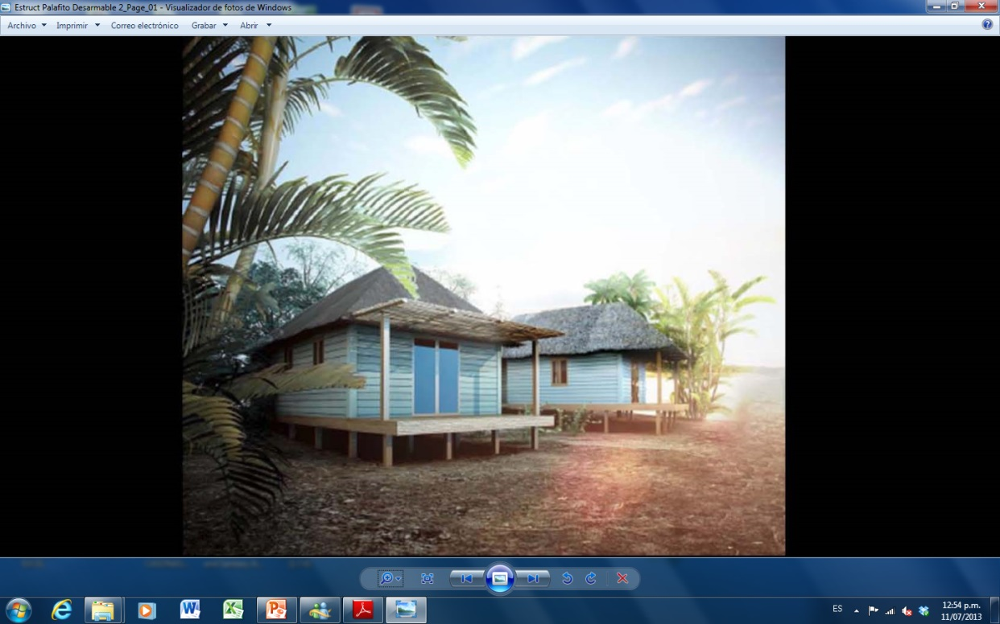 Estruct Palafito Desarmable 2_Page_01 - Visualizador de fotos de Windows
Archivo Imprimir Correo electrónico Grabar Abrir
ES
12:54 p.m.
11/07/2013